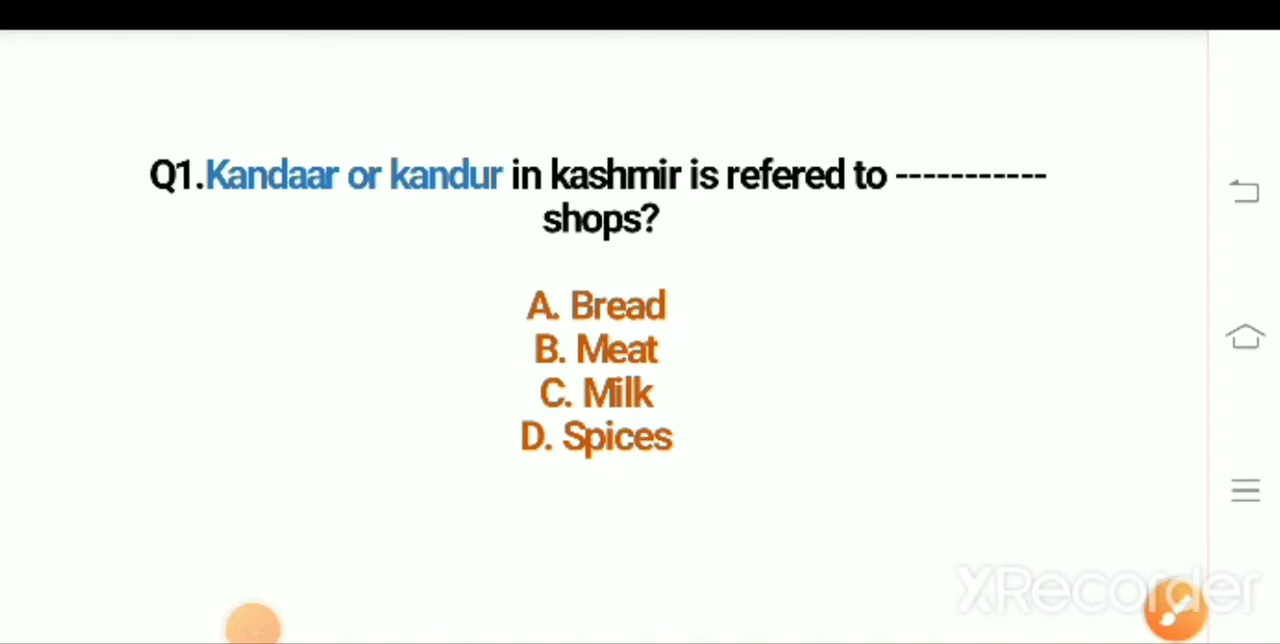 Q1.Kandaar or kandur in kashmir is refered to -----------
shops?
A. Bread
B. Meat
C. Milk
D. Spices
XRecorder